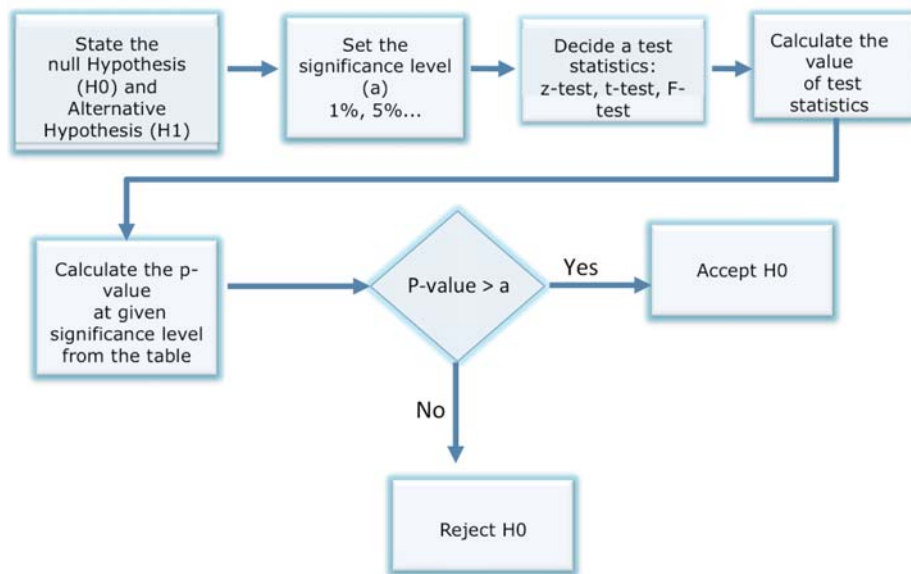 State the
null Hypothesis
(H0) and
Alternative
Hypothesis (H1)
Set the
significance level
(a)
1%, 5%...
Decide a test
statistics:
z-test, t-test, F-
test
Calculate the
value
of test
statistics
Calculate the p-
value
at given
significance level
from the table
P-value > a
Yes
Accept H0
No
Reject H0